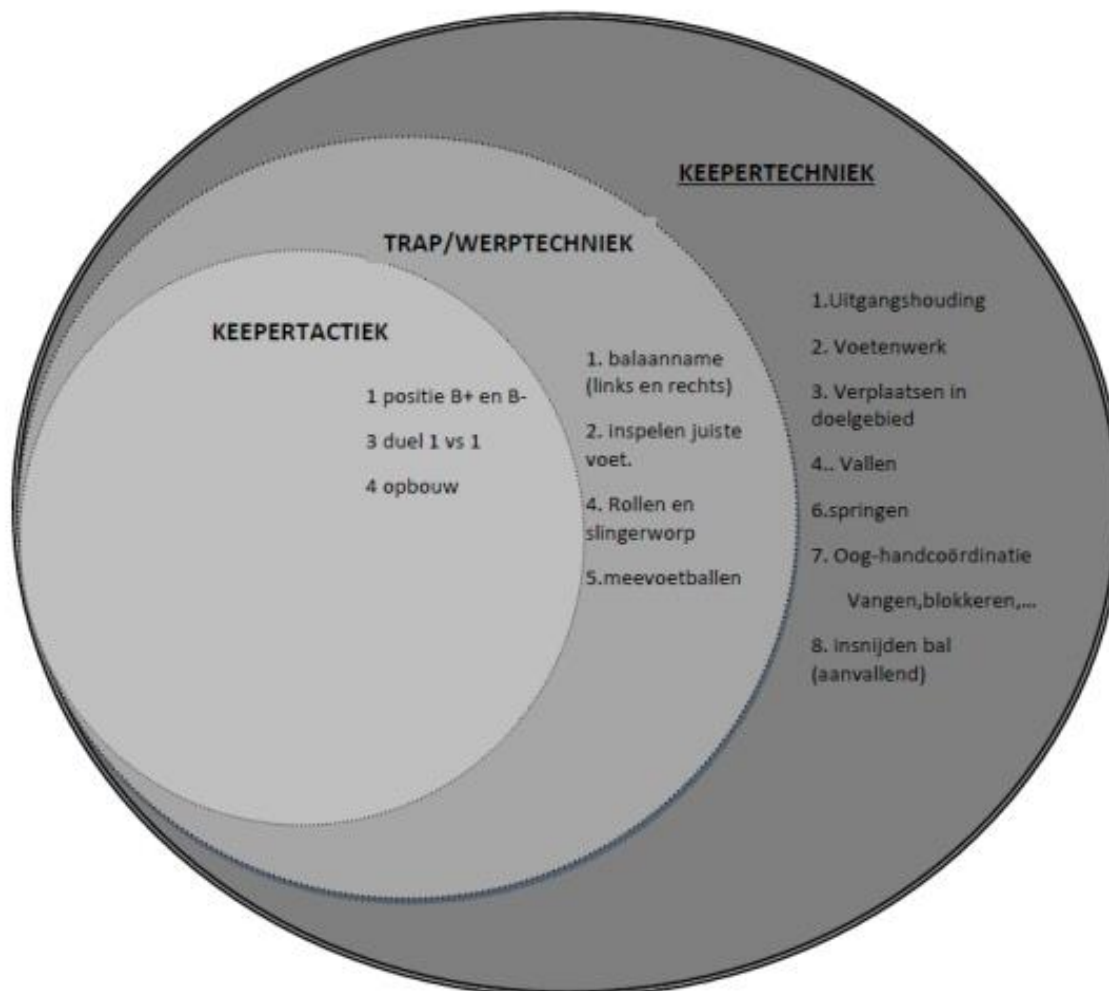 KEEPERTECHNIEK
TRAP/WERPTECHNIEK
KEEPERTACTIEK
1 positie B+ en B-
3 duel 1 vs 1
4 opbouw
1. balaanname
(links en rechts)
2. inspelen juiste
voet.
4. Rollen en
slingerworp
5.meevoetballen
1.Uitgangshouding
2. Voetenwerk
3. Verplaatsen in
doelgebied
4.. Vallen
6.springen
7. Oog-handcoördinatie
Vangen,blokkeren,...
8. insnijden bal
(aanvallend)